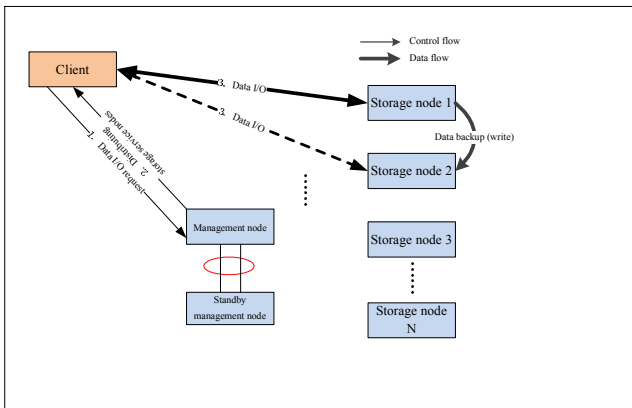 Control flow
Data flow
Client
3、Data I/O
3、Data I/O
Storage node 1
Data backup (write)
Storage node 2
1、Data I/O request
2、Distributing
storage service nodes
Management node
Storage node 3
Standby
management node
Storage node
N